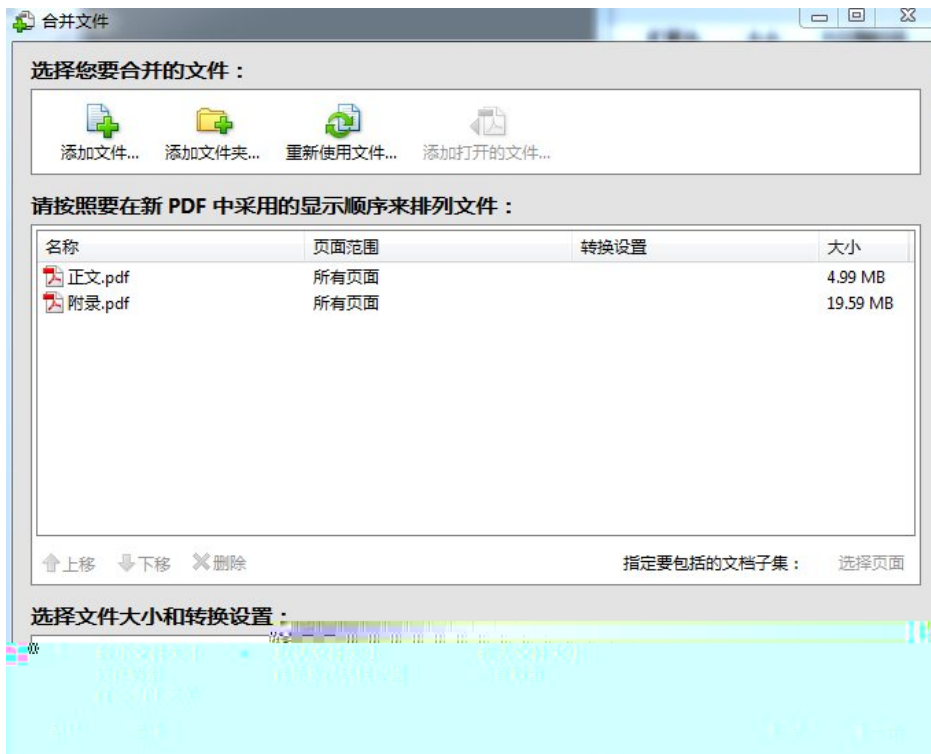 合并文件
选择您要合并的文件：
添加文件... 添加文件夹... 重新使用文件... 添加打开的文件...
请按照要在新 PDF 中采用的显示顺序来排列文件：
名称 页面范围 转换设置 大小
正文.pdf 所有页面 4.99 MB
附录.pdf 所有页面 19.59 MB
上移 下移 删除 指定要包括的文档子集： 选择页面
选择文件大小和转换设置：